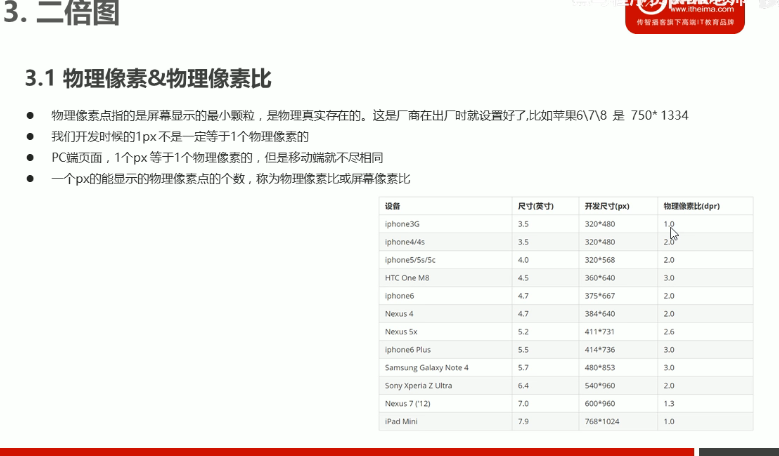 3. 二倍图
www.itheima.com
传智播客旗下高端IT教育品牌
3.1 物理像素&物理像素比
● 物理像素点指的是屏幕显示的最小颗粒，是物理真实存在的。这是厂商在出厂时就设置好了,比如苹果6\7\8 是 750* 1334
● 我们开发时候的1px 不是一定等于1个物理像素的
● PC端页面，1个px 等于1个物理像素的，但是移动端就不尽相同
● 一个px的能显示的物理像素点的个数，称为物理像素比或屏幕像素比
设备 尺寸(英寸) 开发尺寸(px) 物理像素比(dpr)
iphone3G 3.5 320*480 1.0
iphone4/4s 3.5 320*480 2.0
iphone5/5s/5c 4.0 320*568 2.0
HTC One M8 4.5 360*640 3.0
iphone6 4.7 375*667 2.0
Nexus 4 4.7 384*640 2.0
Nexus 5x 5.2 411*731 2.6
iphone6 Plus 5.5 414*736 3.0
Samsung Galaxy Note 4 5.7 480*853 3.0
Sony Xperia Z Ultra 6.4 540*960 2.0
Nexus 7 ('12) 7.0 600*960 1.3
iPad Mini 7.9 768*1024 1.0